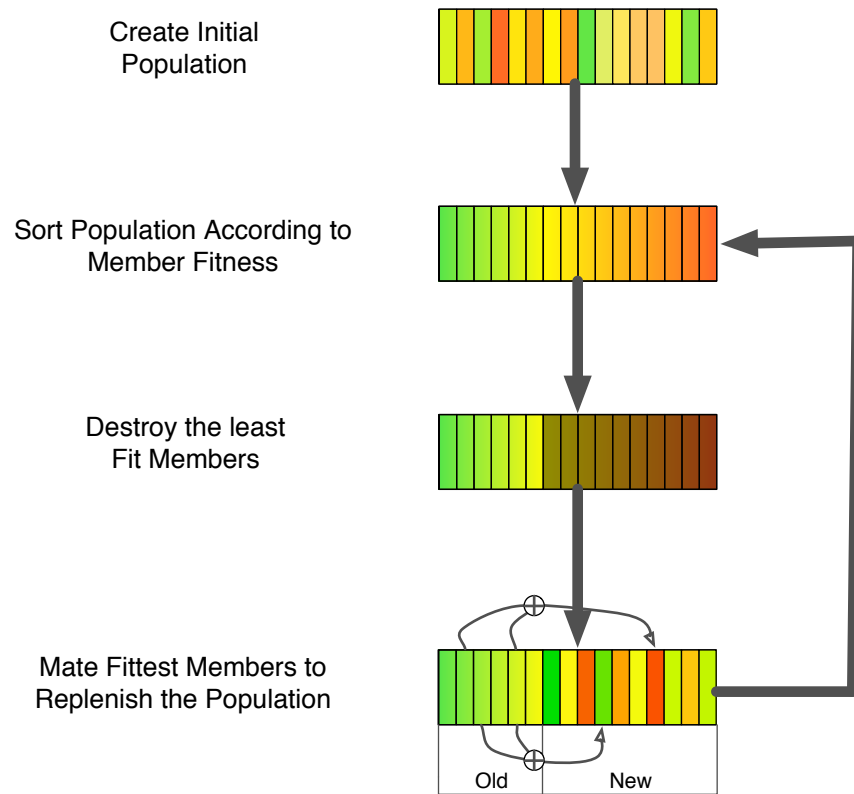 Create Initial
Population
Sort Population According to
Member Fitness
Destroy the least
Fit Members
Mate Fittest Members to
Replenish the Population
Old
New